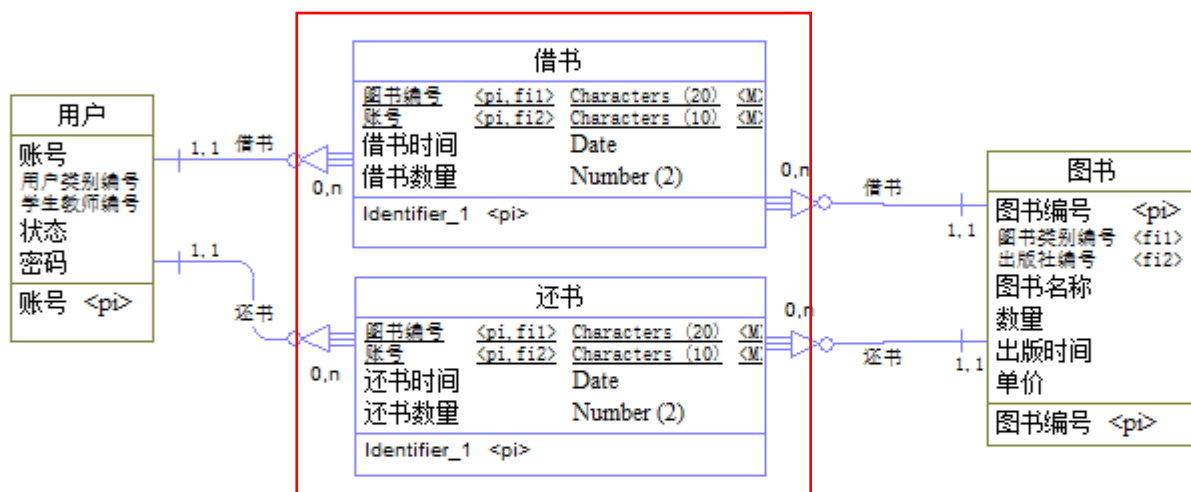 用户
账号
用户类别编号
学生教师编号
状态
密码
账号 <pi>
1,1
借书
0,n
1,1
还书
0,n
借书
图书编号 <pi,fi1> Characters (20) <M>
账号 <pi,fi2> Characters (10) <M>
借书时间 Date
借书数量 Number (2)
Identifier_1 <pi>
还书
图书编号 <pi,fi1> Characters (20) <M
账号 <pi,fi2> Characters (10) <M
还书时间 Date
还书数量 Number (2)
Identifier_1 <pi>
0,n
借书
1,1
0,n
还书
1,1
图书
图书编号 <pi>
图书类别编号 <fi1>
出版社编号 <fi2>
图书名称
数量
出版时间
单价
图书编号 <pi>